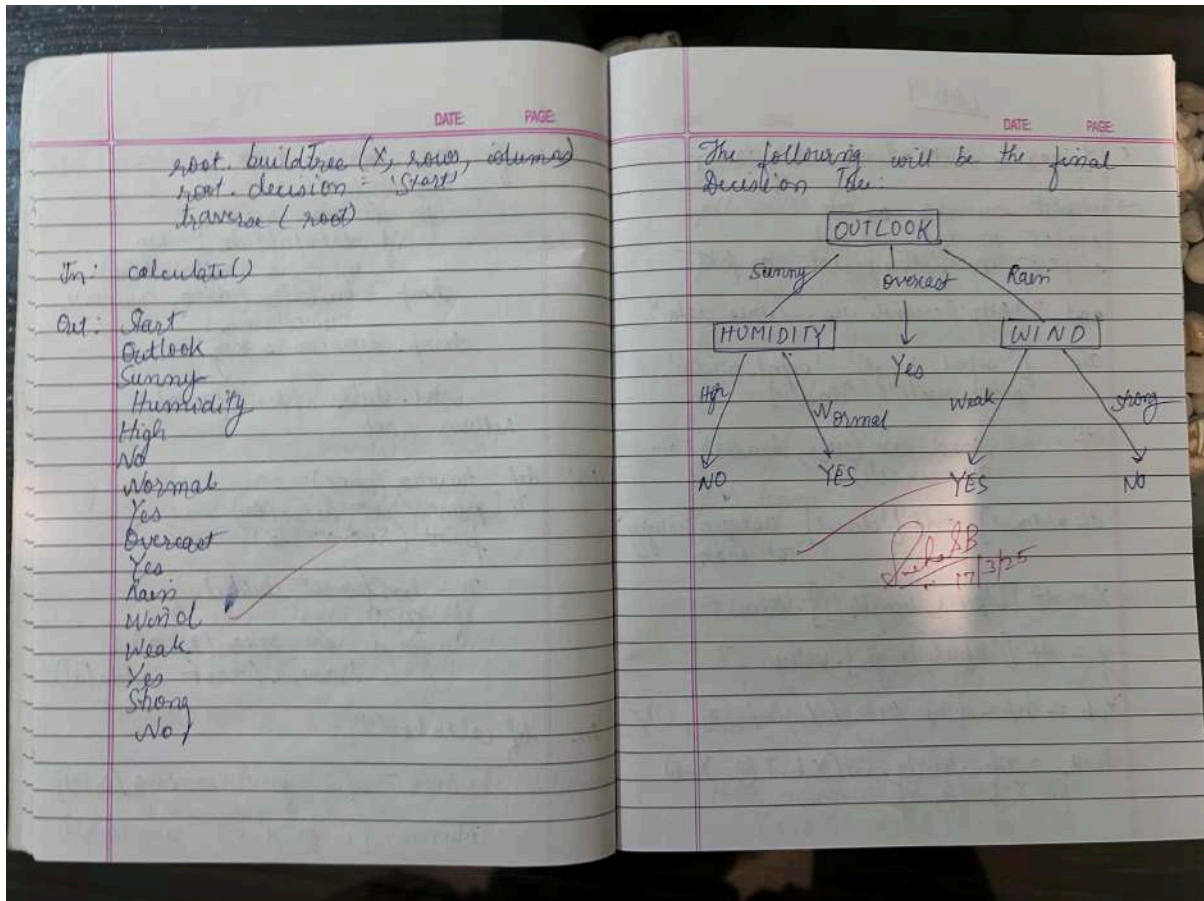 DATE: PAGE:
root. buildTree (X, rows, columns)
root. decision = 'Start'
traverse ( root)
In: calculate()
Out: Start
Outlook
Sunny
Humidity
High
No
Normal
Yes
Overcast
Yes
Rain
Wind
Weak
Yes
Strong
No
DATE: PAGE:
The following will be the final
Decision Tree:
OUTLOOK
Sunny overcast Rain
HUMIDITY WIND
Yes
High Normal Weak strong
NO YES YES NO
17/3/25